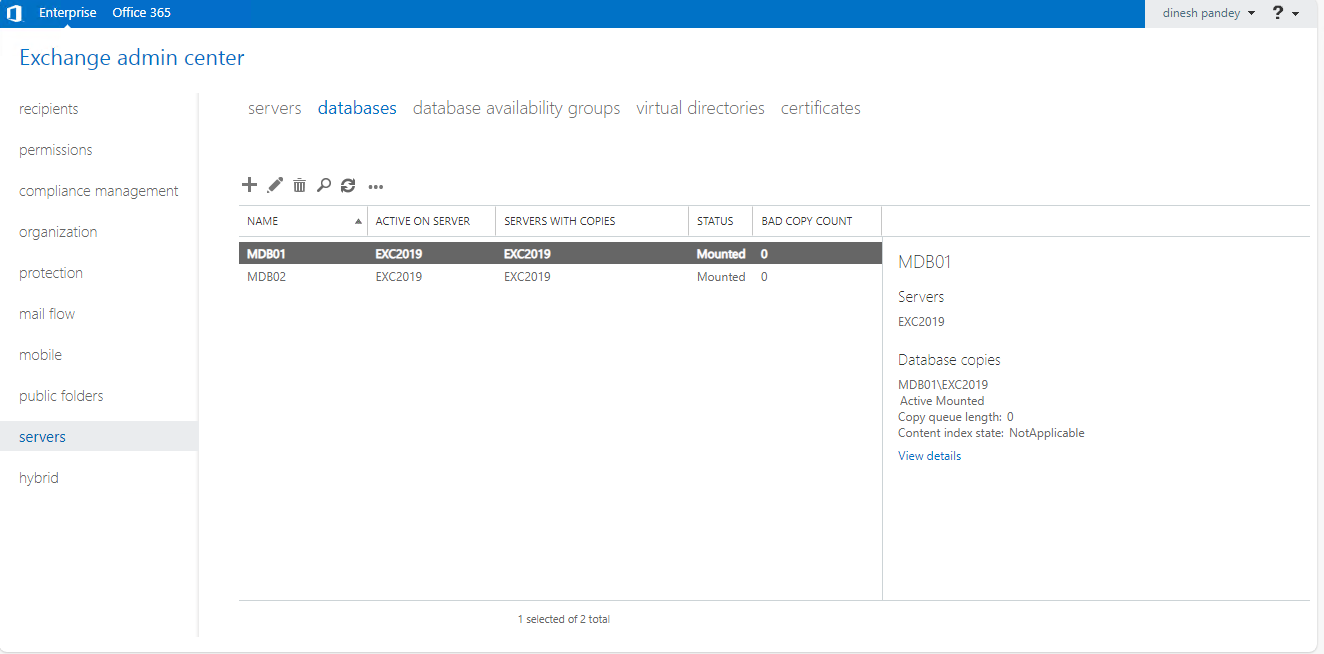 Enterprise Office 365
dinesh pandey ?
Exchange admin center
recipients
permissions
compliance management
organization
protection
mail flow
mobile
public folders
servers
hybrid
servers databases database availability groups virtual directories certificates
NAME ACTIVE ON SERVER SERVERS WITH COPIES STATUS BAD COPY COUNT
MDB01 EXC2019 EXC2019 Mounted 0
MDB02 EXC2019 EXC2019 Mounted 0
MDB01
Servers
EXC2019
Database copies
MDB01\EXC2019
Active Mounted
Copy queue length: 0
Content index state: NotApplicable
View details
1 selected of 2 total